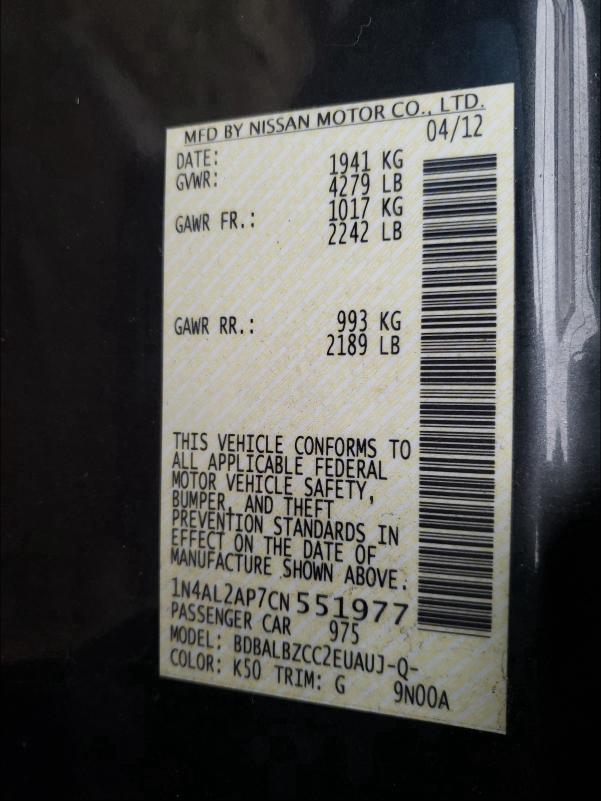 MFD BY NISSAN MOTOR CO., LTD.
DATE: 04/12
GVWR: 1941 KG
4279 LB
GAWR FR.: 1017 KG
2242 LB
GAWR RR.: 993 KG
2189 LB
THIS VEHICLE CONFORMS TO
ALL APPLICABLE FEDERAL
MOTOR VEHICLE SAFETY,
BUMPER, AND THEFT
PREVENTION STANDARDS IN
EFFECT ON THE DATE OF
MANUFACTURE SHOWN ABOVE.
1N4AL2AP7CN 551977
PASSENGER CAR 975
MODEL: BDBALBZCC2EUAUJ-Q-
COLOR: K50 TRIM: G 9N00A